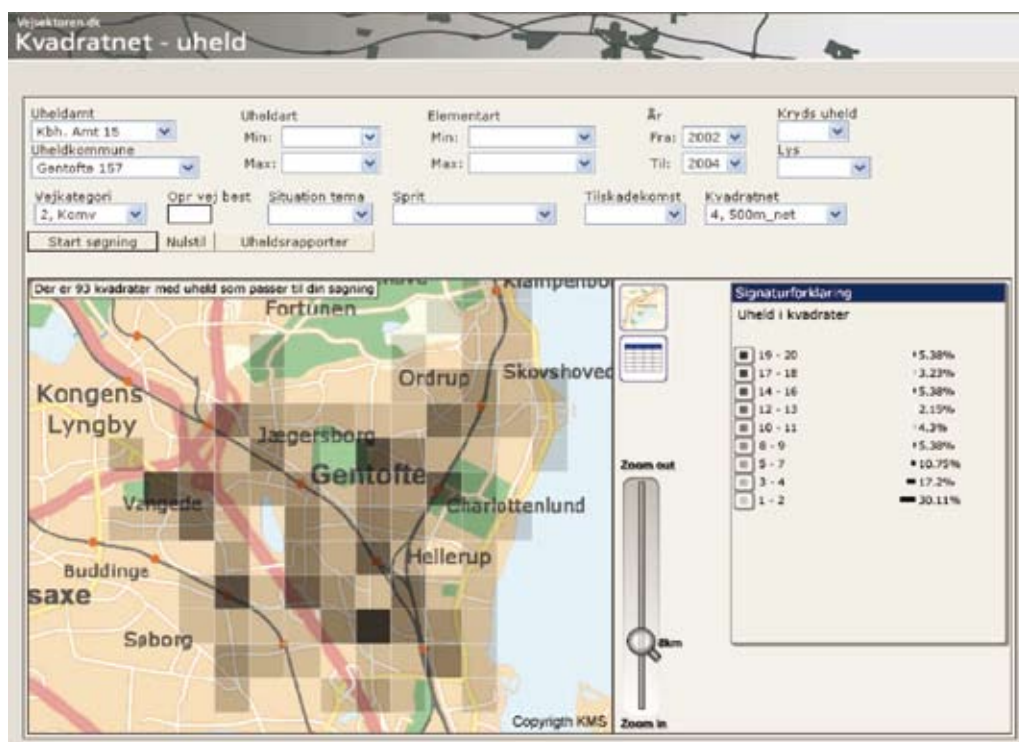 Vejsektoren.dk
Kvadratnet - uheld
Uheldamt
Uheldart
Elementart
År
Kryds uheld
Kbh. Amt 15
Min:
Min:
Fra: 2002
Uheldkommune
Lys
Gentofte 157
Max:
Max:
Til: 2004
Vejkategori
Opr vej best
Situation tema
Sprit
Tilskadekomst
Kvadratnet
2, Komv
4, 500m_net
Start søgning
Nulstil
Uheldsrapporter
Der er 93 kvadrater med uheld som passer til din søgning
Signaturforklaring
Uheld i kvadrater
Fortunen
Ordrup
Skovshoved
Kongens
Lyngby
Jægersborg
Gentofte
Vangede
Charlottenlund
Hellerup
Buddinge
saxe
Søborg
19 - 20 5.38%
17 - 18 3.23%
14 - 16 5.38%
12 - 13 2.15%
10 - 11 4.3%
8 - 9 5.38%
5 - 7 10.75%
3 - 4 17.2%
1 - 2 30.11%
Zoom out
8km
Zoom in
Copyrigth KMS